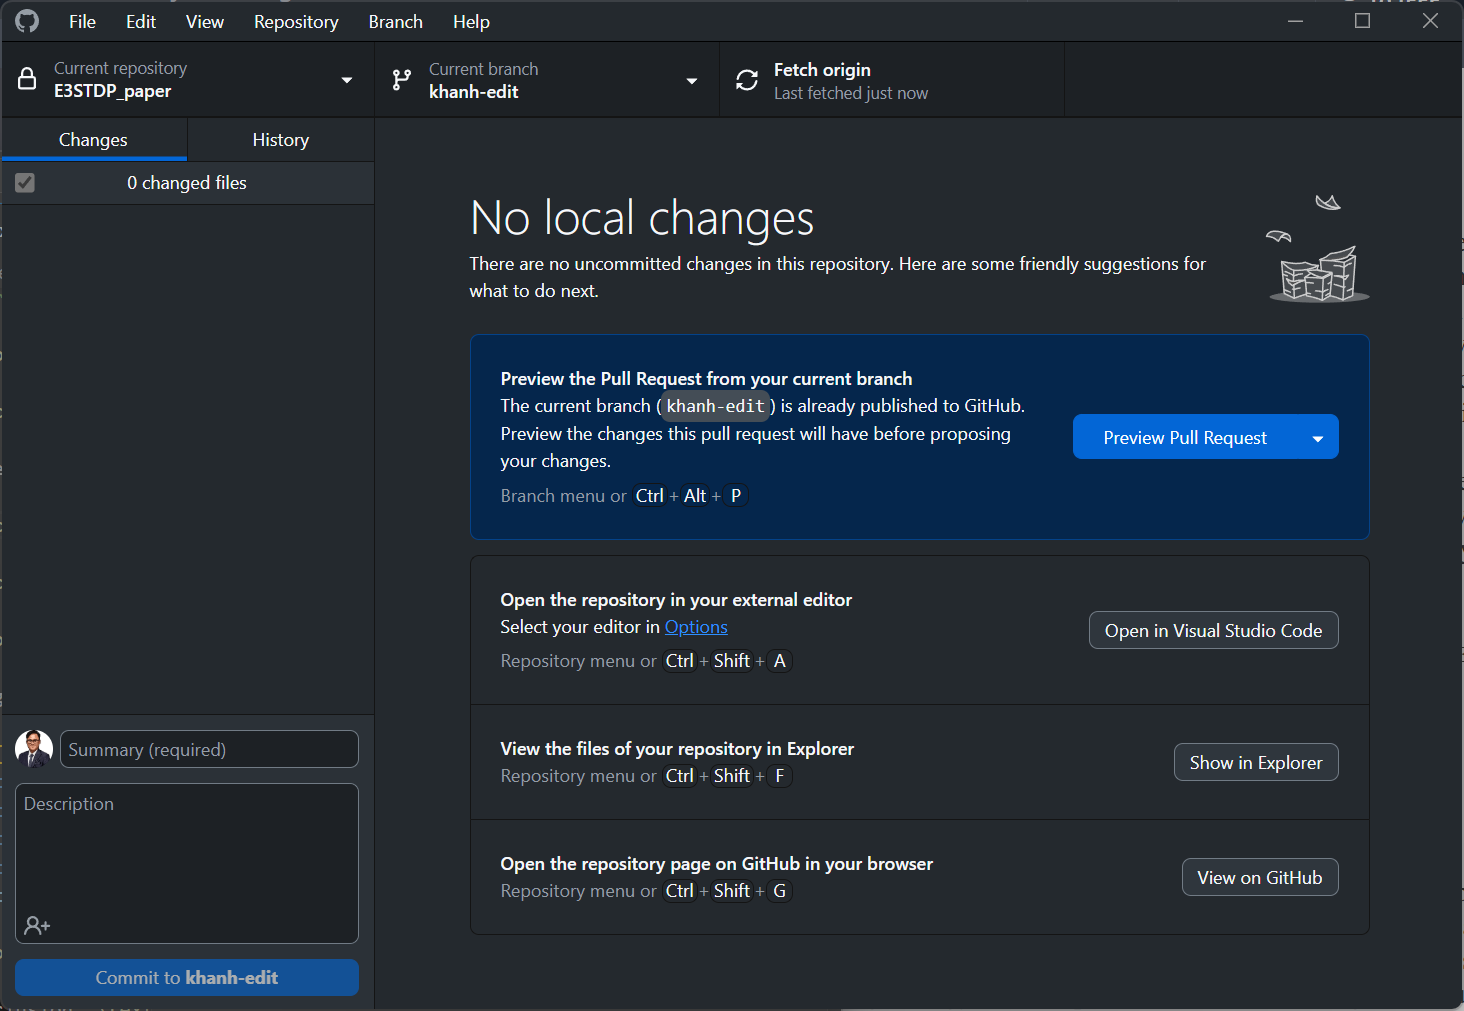 File Edit View Repository Branch Help
Current repository
E3STDP_paper
Current branch
khanh-edit
Fetch origin
Last fetched just now
Changes
History
0 changed files
No local changes
There are no uncommitted changes in this repository. Here are some friendly suggestions for
what to do next.
Preview the Pull Request from your current branch
The current branch (khanh-edit) is already published to GitHub.
Preview the changes this pull request will have before proposing
your changes.
Branch menu or Ctrl + Alt + P
Preview Pull Request
Open the repository in your external editor
Select your editor in Options
Repository menu or Ctrl + Shift + A
Open in Visual Studio Code
View the files of your repository in Explorer
Repository menu or Ctrl + Shift + F
Show in Explorer
Open the repository page on GitHub in your browser
Repository menu or Ctrl + Shift + G
View on GitHub
Summary (required)
Description
Commit to khanh-edit